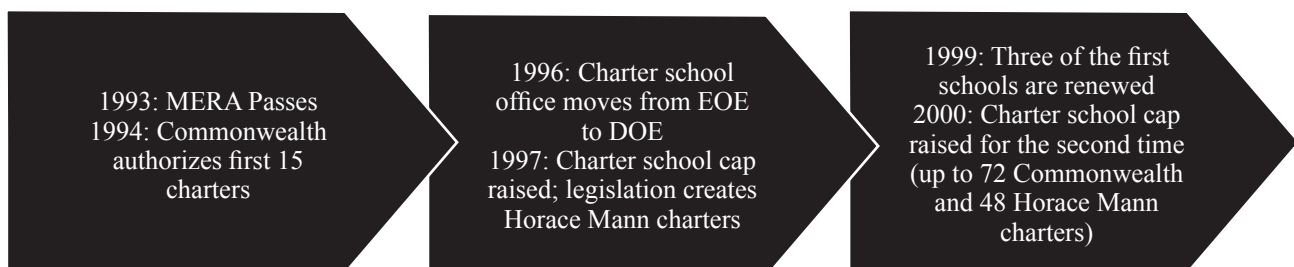 1993: MERA Passes
1994: Commonwealth
authorizes first 15
charters
1996: Charter school
office moves from EOE
to DOE
1997: Charter school cap
raised; legislation creates
Horace Mann charters
1999: Three of the first
schools are renewed
2000: Charter school cap
raised for the second time
(up to 72 Commonwealth
and 48 Horace Mann
charters)